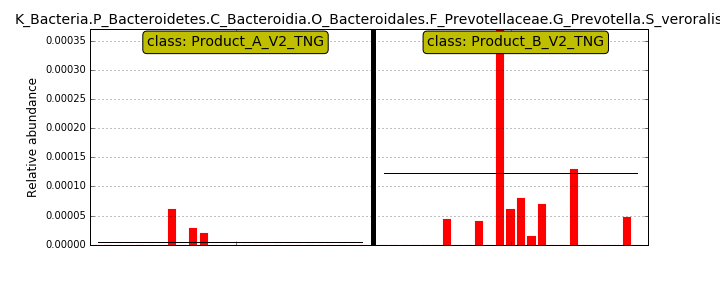 K_Bacteria.P_Bacteroidetes.C_Bacteroidia.O_Bacteroidales.F_Prevotellaceae.G_Prevotella.S_veroralis
class: Product_A_V2_TNG
class: Product_B_V2_TNG
Relative abundance
0.00035
0.00030
0.00025
0.00020
0.00015
0.00010
0.00005
0.00000